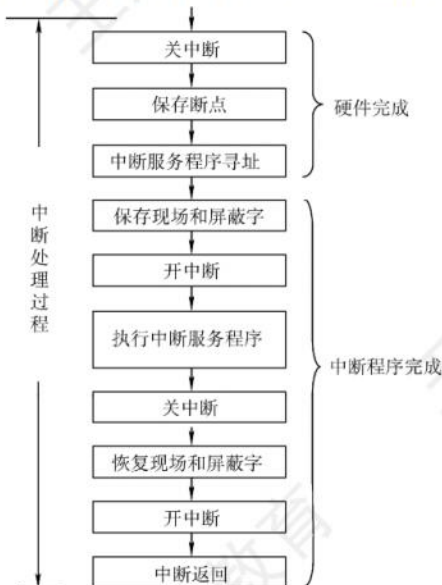 关中断
保存断点
硬件完成
中断服务程序寻址
中断处理过程
保存现场和屏蔽字
开中断
执行中断服务程序
中断程序完成
关中断
恢复现场和屏蔽字
开中断
中断返回